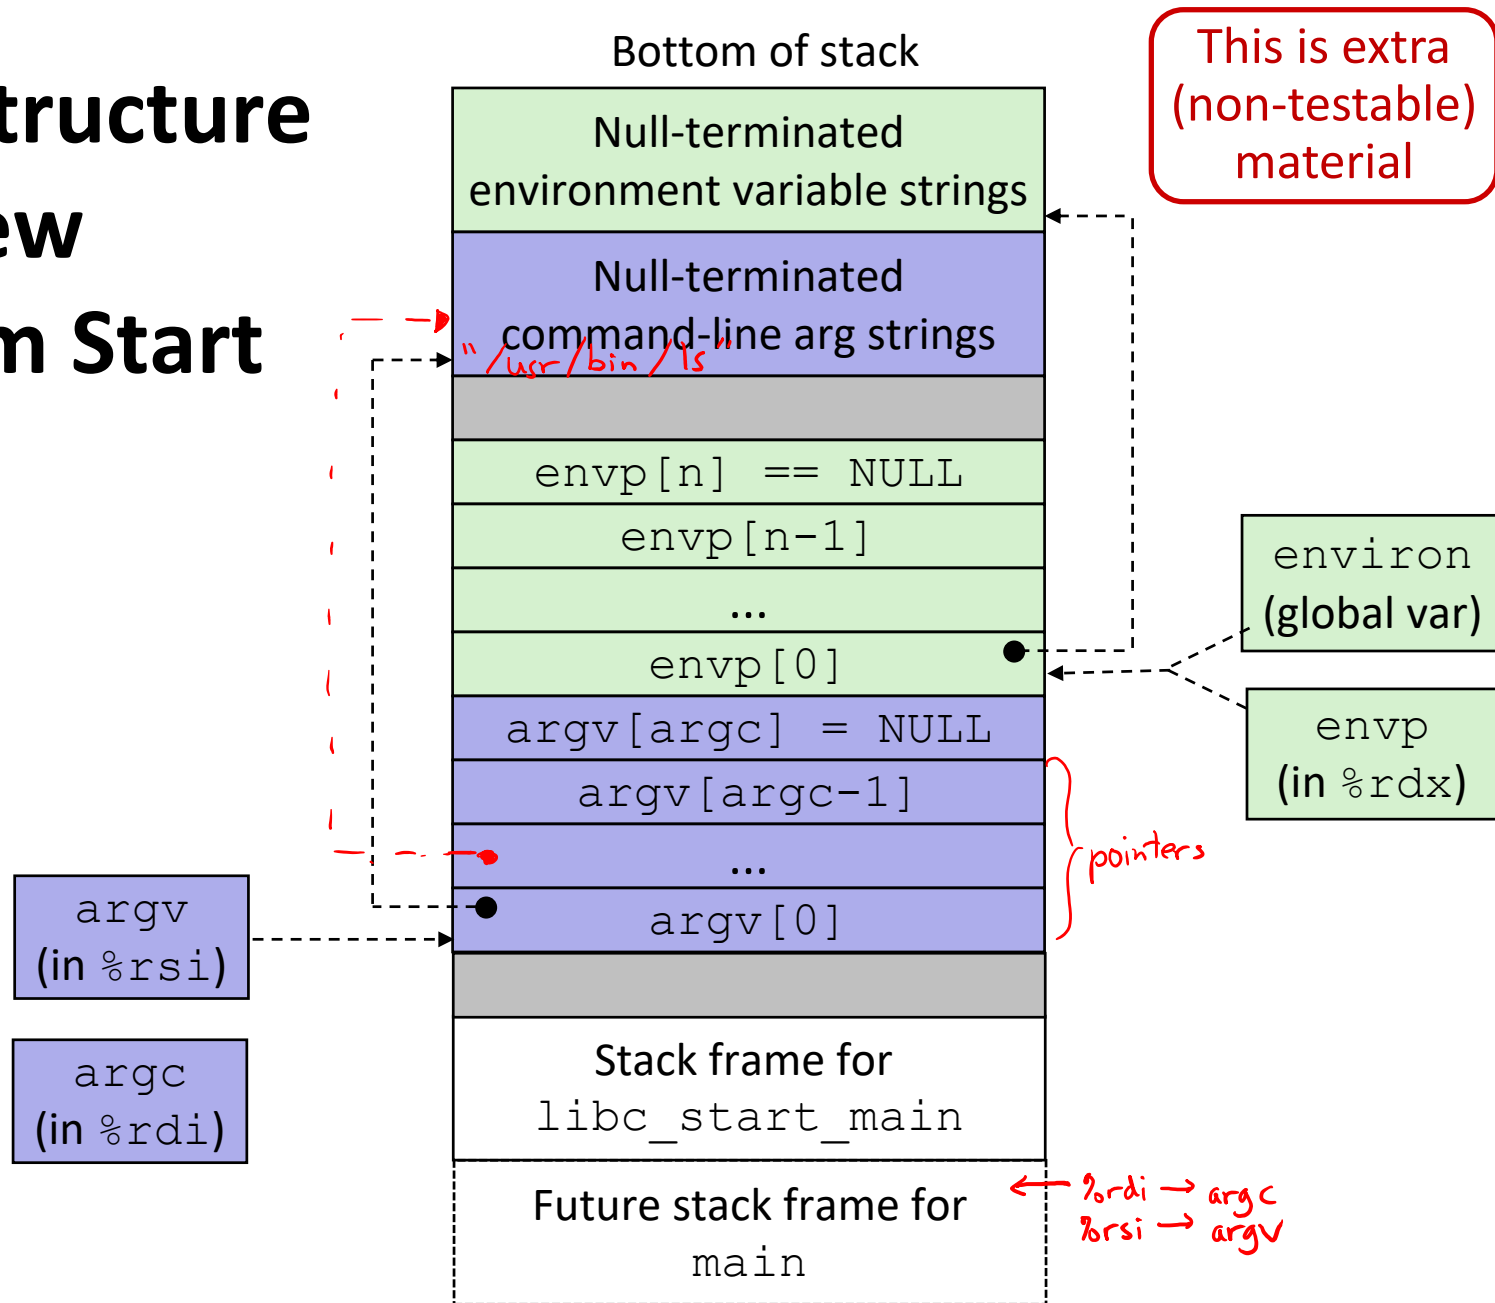 tructure
ew
m Start
Bottom of stack
This is extra
(non-testable)
material
Null-terminated
environment variable strings
Null-terminated
command-line arg strings
"/usr/bin/ls"
envp[n] == NULL
envp[n-1]
...
envp[0]
environ
(global var)
envp
(in %rdx)
argv[argc] = NULL
argv[argc-1]
...
argv[0]
pointers
argv
(in %rsi)
argc
(in %rdi)
Stack frame for
libc_start_main
Future stack frame for
main
← %rdi → argc
%rsi → argv